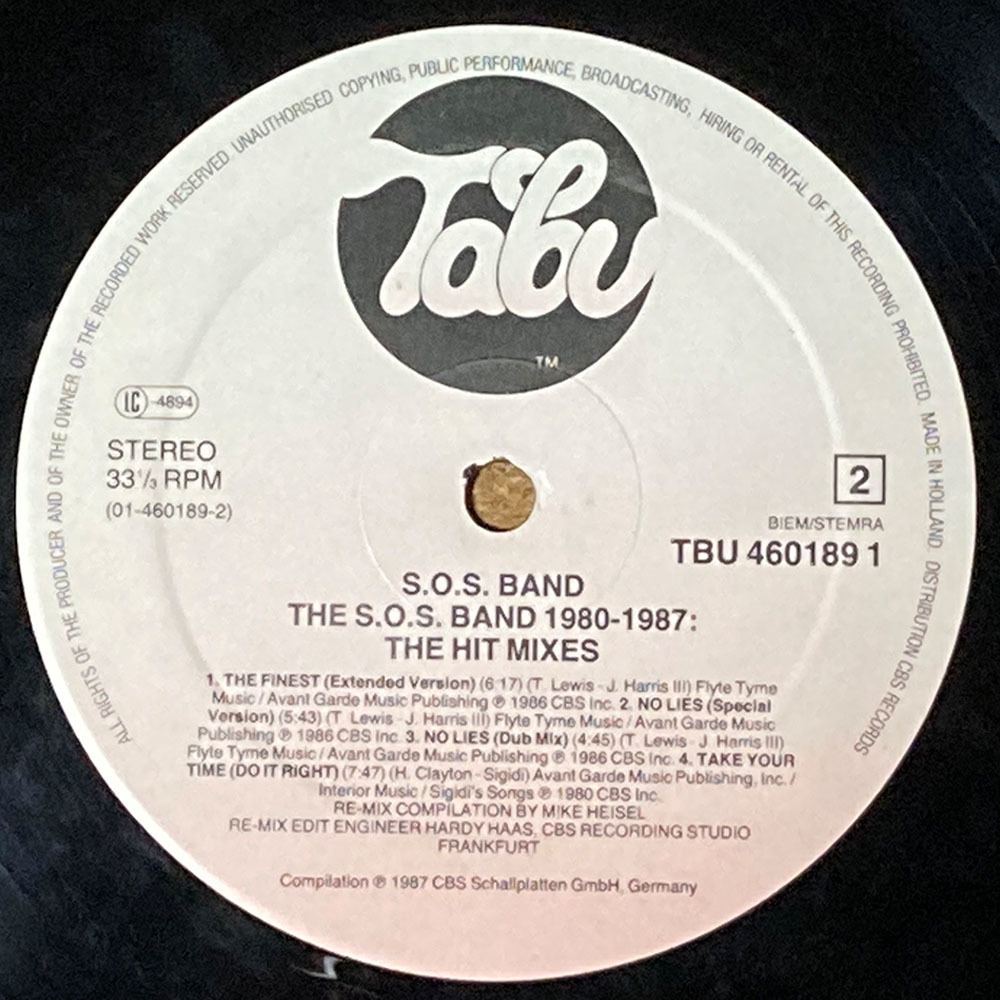 ALL RIGHTS OF THE PRODUCER AND OF THE OWNER OF THE RECORDED WORK RESERVED UNAUTHORISED COPYING, PUBLIC PERFORMANCE, BROADCASTING, HIRING OR RENTAL OF THIS RECORDING PROHIBITED. MADE IN HOLLAND. DISTRIBUTION CBS RECORDS
Tabu
TM
LC 4894
STEREO
33⅓ RPM
(01-460189-2)
2
BIEM/STEMRA
TBU 460189 1
S.O.S. BAND
THE S.O.S. BAND 1980-1987:
THE HIT MIXES
1. THE FINEST (Extended Version) (6:17) (T. Lewis - J. Harris III) Flyte Tyme
Music / Avant Garde Music Publishing ℗ 1986 CBS Inc. 2. NO LIES (Special
Version) (5:43) (T. Lewis - J. Harris III) Flyte Tyme Music / Avant Garde Music
Publishing ℗ 1986 CBS Inc. 3. NO LIES (Dub Mix) (4:45) (T. Lewis - J. Harris III)
Flyte Tyme Music / Avant Garde Music Publishing ℗ 1986 CBS Inc. 4. TAKE YOUR
TIME (DO IT RIGHT) (7:47) (H. Clayton - Sigidi) Avant Garde Music Publishing, Inc. /
Interior Music / Sigidi's Songs ℗ 1980 CBS Inc.
RE-MIX COMPILATION BY MIKE HEISEL
RE-MIX EDIT ENGINEER HARDY HAAS, CBS RECORDING STUDIO
FRANKFURT
Compilation ℗ 1987 CBS Schallplatten GmbH, Germany